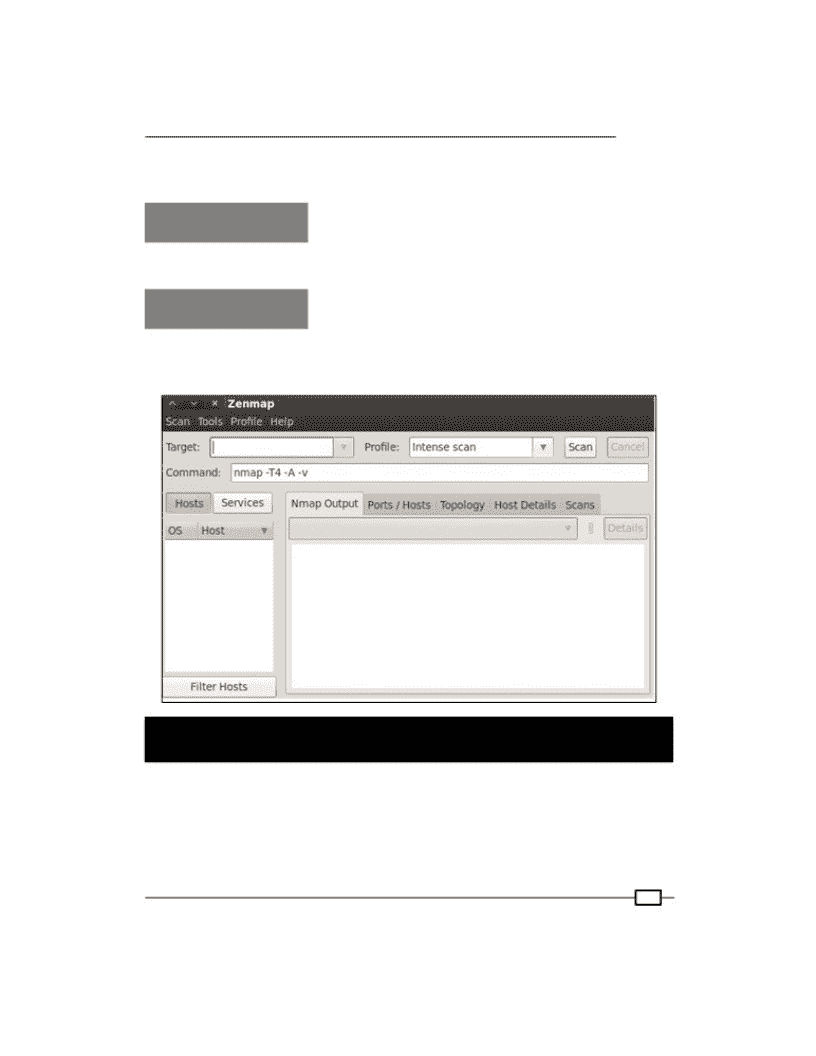 Zenmap
Scan Tools Profile Help
Target: Profile: Intense scan Scan Cancel
Command: nmap -T4 -A -v
Hosts Services Nmap Output Ports / Hosts Topology Host Details Scans
OS Host Details
Filter Hosts